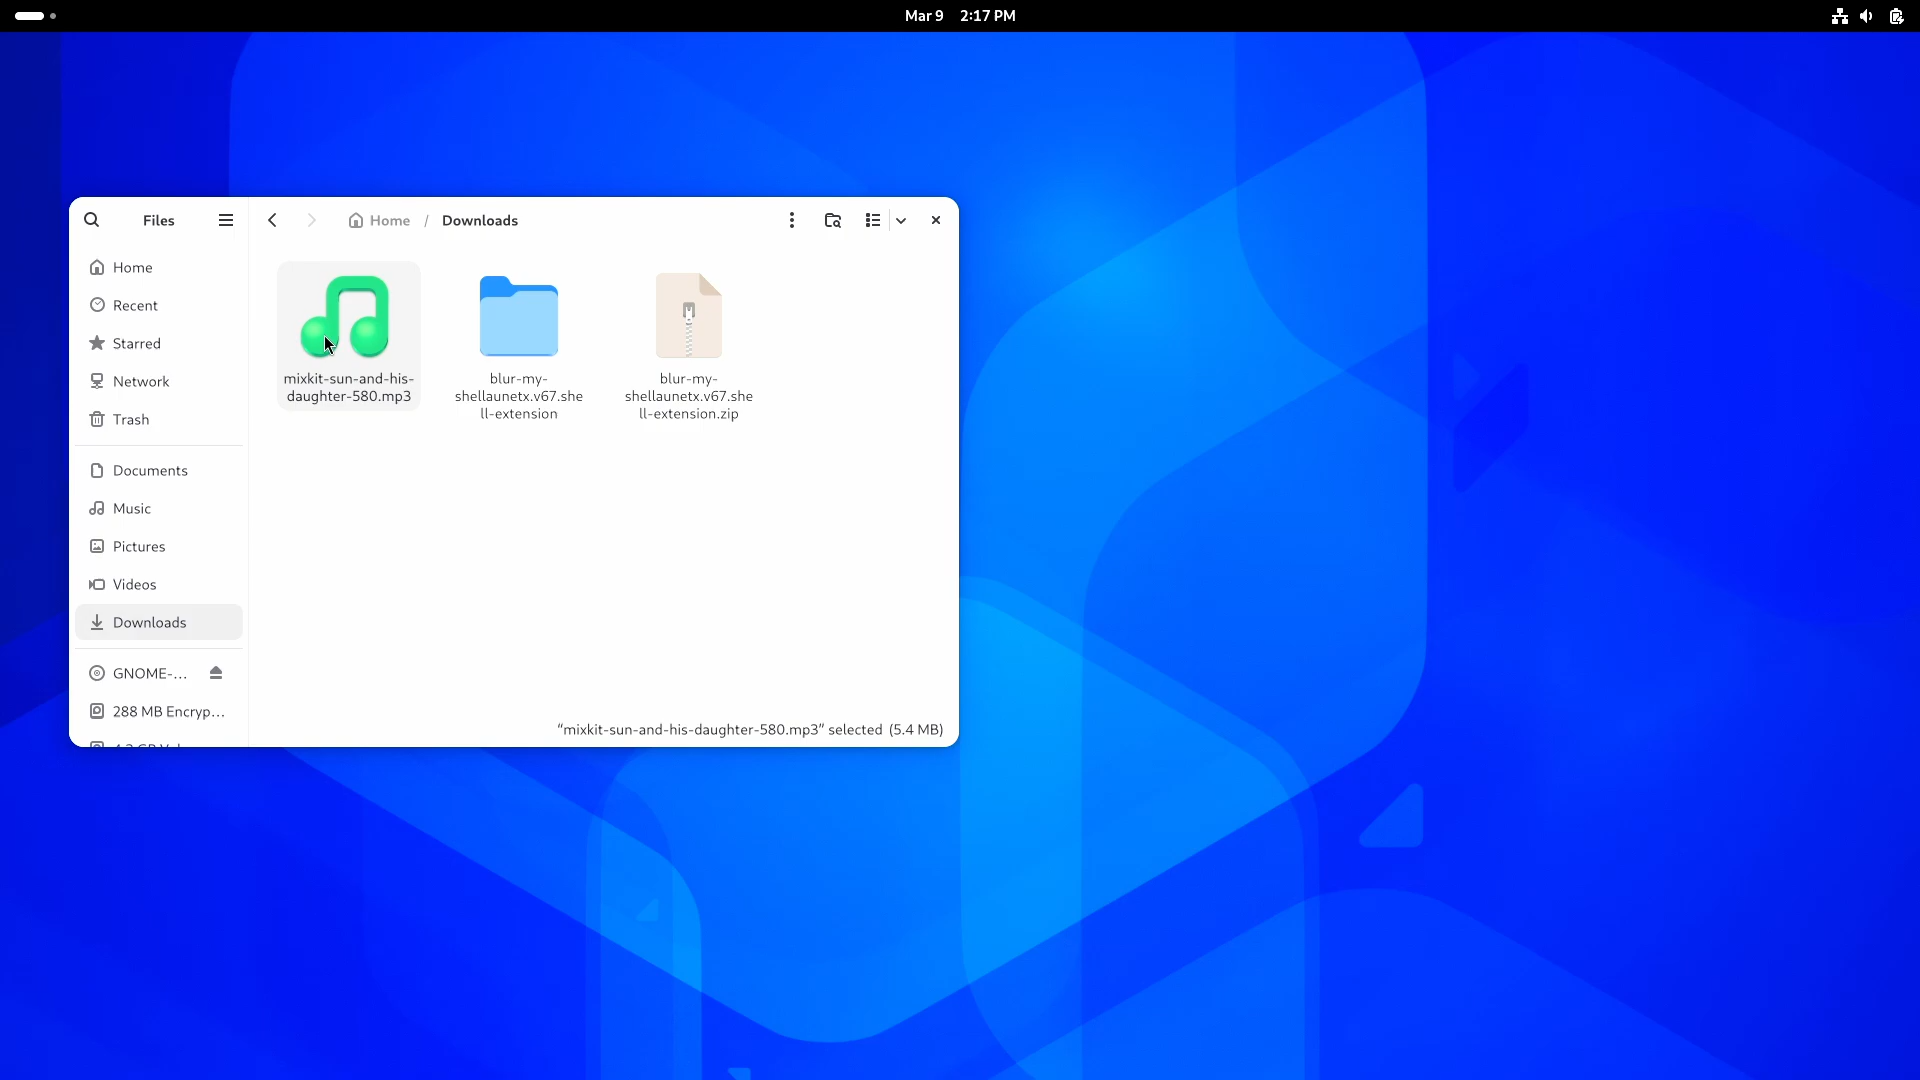 Mar 9 2:17 PM
Files
Home / Downloads
Home
Recent
Starred
Network
Trash
Documents
Music
Pictures
Videos
Downloads
GNOME-...
288 MB Encryp...
mixkit-sun-and-his-
daughter-580.mp3
blur-my-
shellaunetx.v67.she
ll-extension
blur-my-
shellaunetx.v67.she
ll-extension.zip
“mixkit-sun-and-his-daughter-580.mp3” selected (5.4 MB)